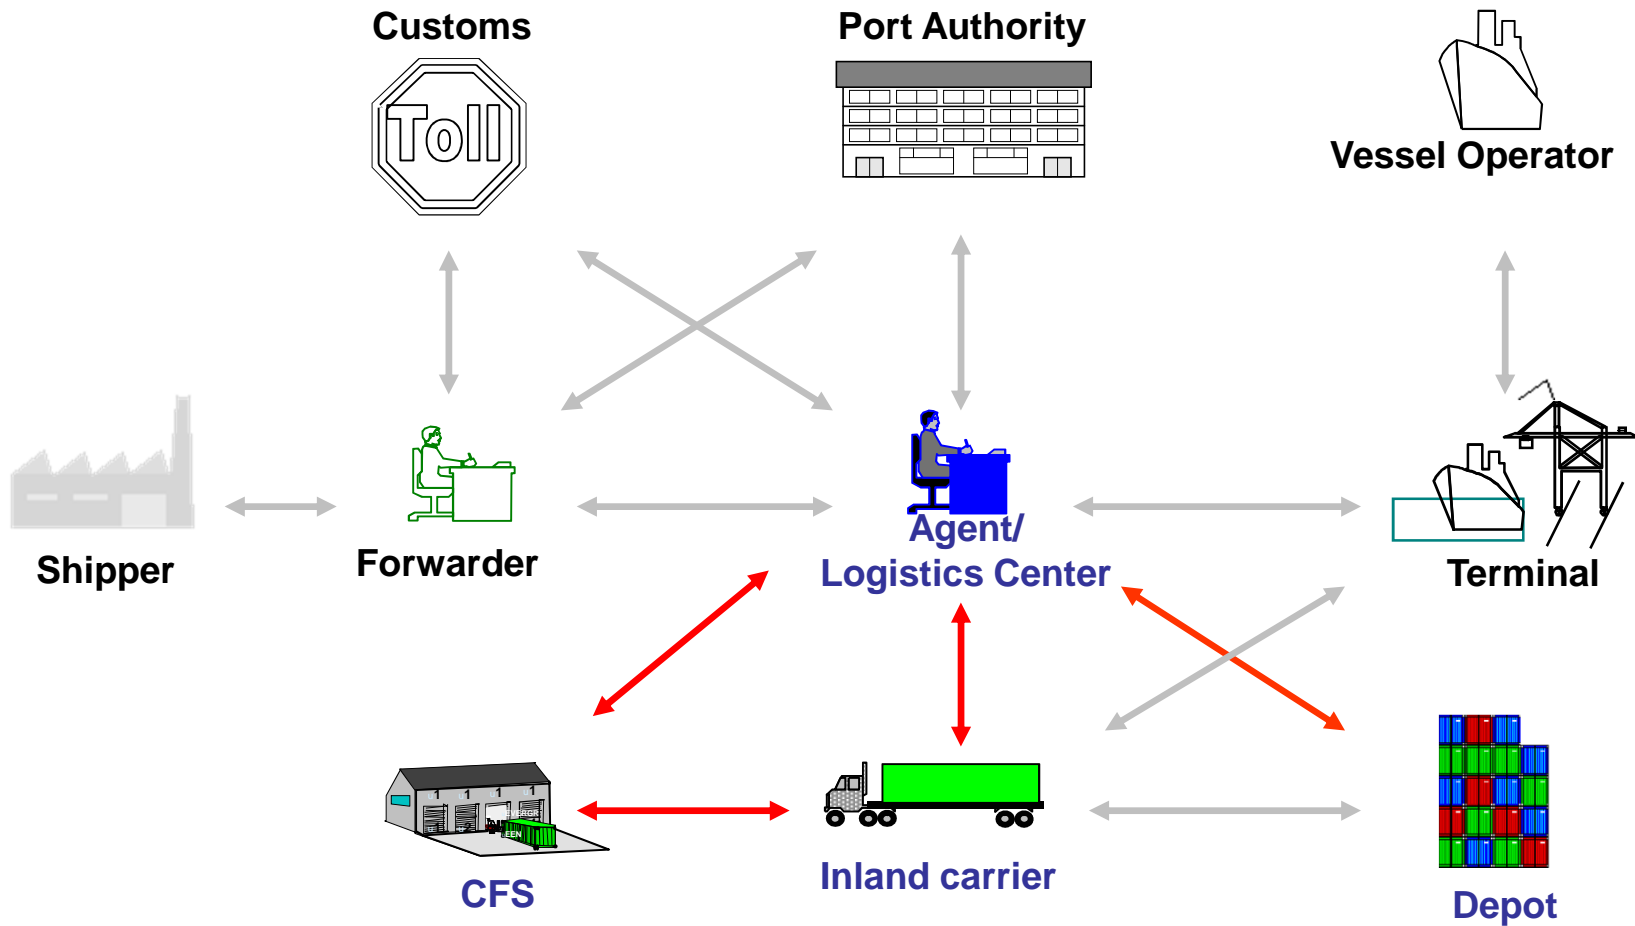 Customs
Port Authority
Toll
Vessel Operator
Shipper
Forwarder
Agent/
Logistics Center
Terminal
CFS
Inland carrier
Depot